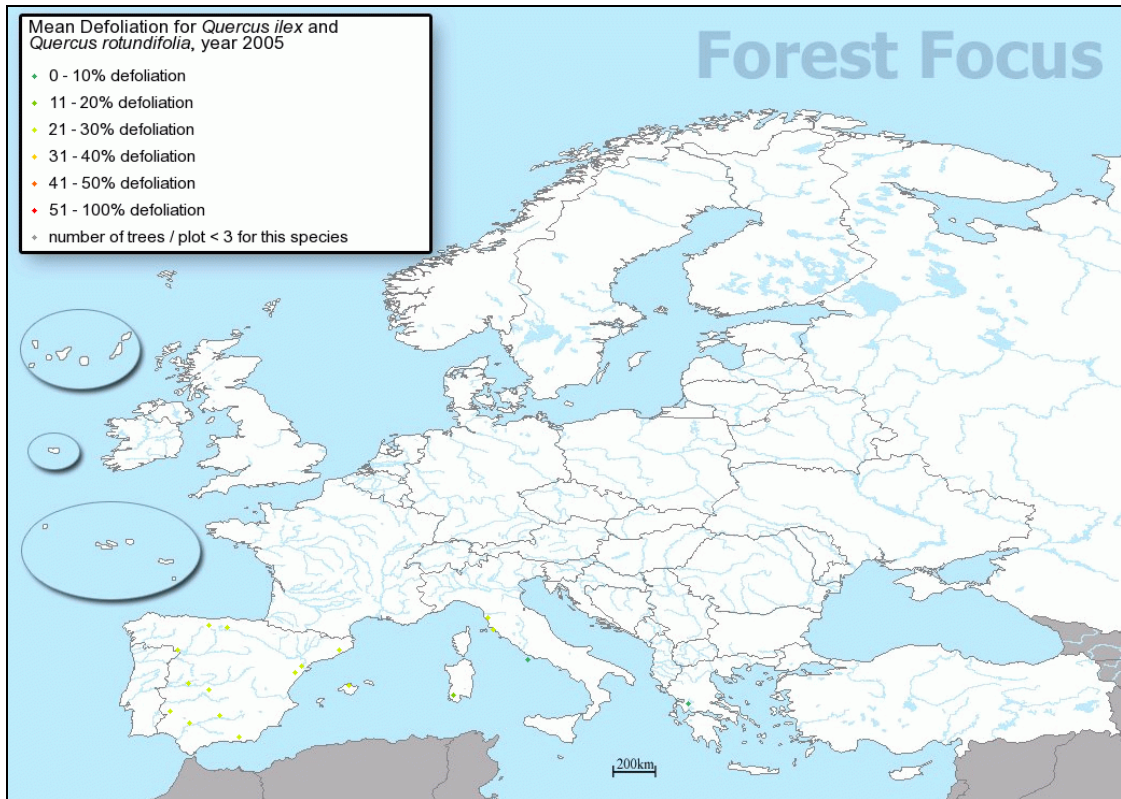 Mean Defoliation for Quercus ilex and
Quercus rotundifolia, year 2005
0 - 10% defoliation
11 - 20% defoliation
21 - 30% defoliation
31 - 40% defoliation
41 - 50% defoliation
51 - 100% defoliation
number of trees / plot < 3 for this species
Forest Focus
200km